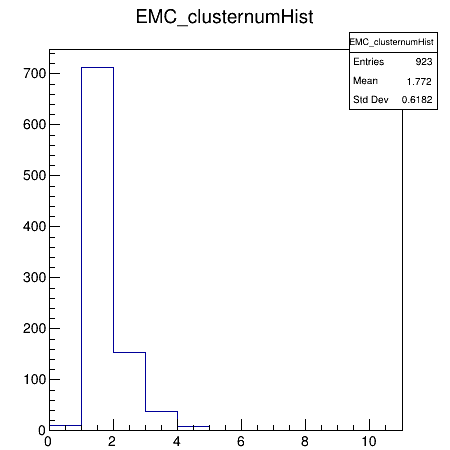 EMC_clusternumHist
EMC_clusternumHist
Entries 923
Mean 1.772
Std Dev 0.6182
700
600
500
400
300
200
100
0
0 2 4 6 8 10